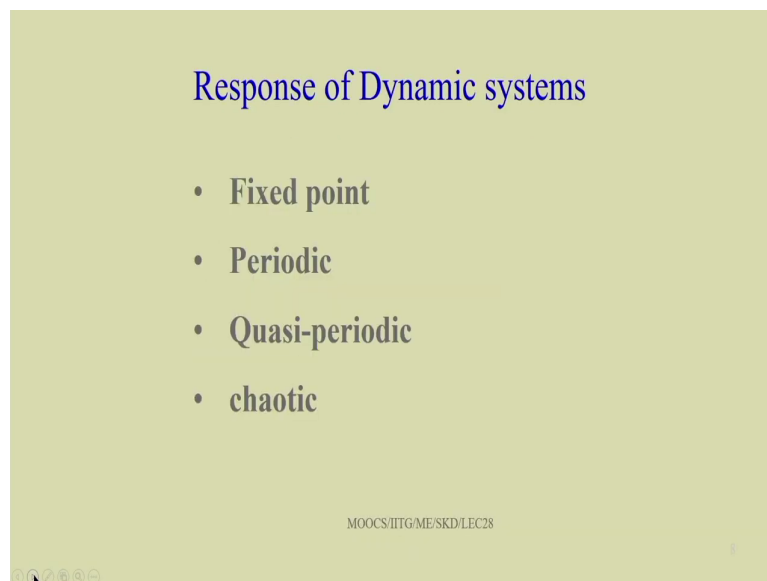 Response of Dynamic systems
• Fixed point
• Periodic
• Quasi-periodic
• chaotic
MOOCS/IITG/ME/SKD/LEC28